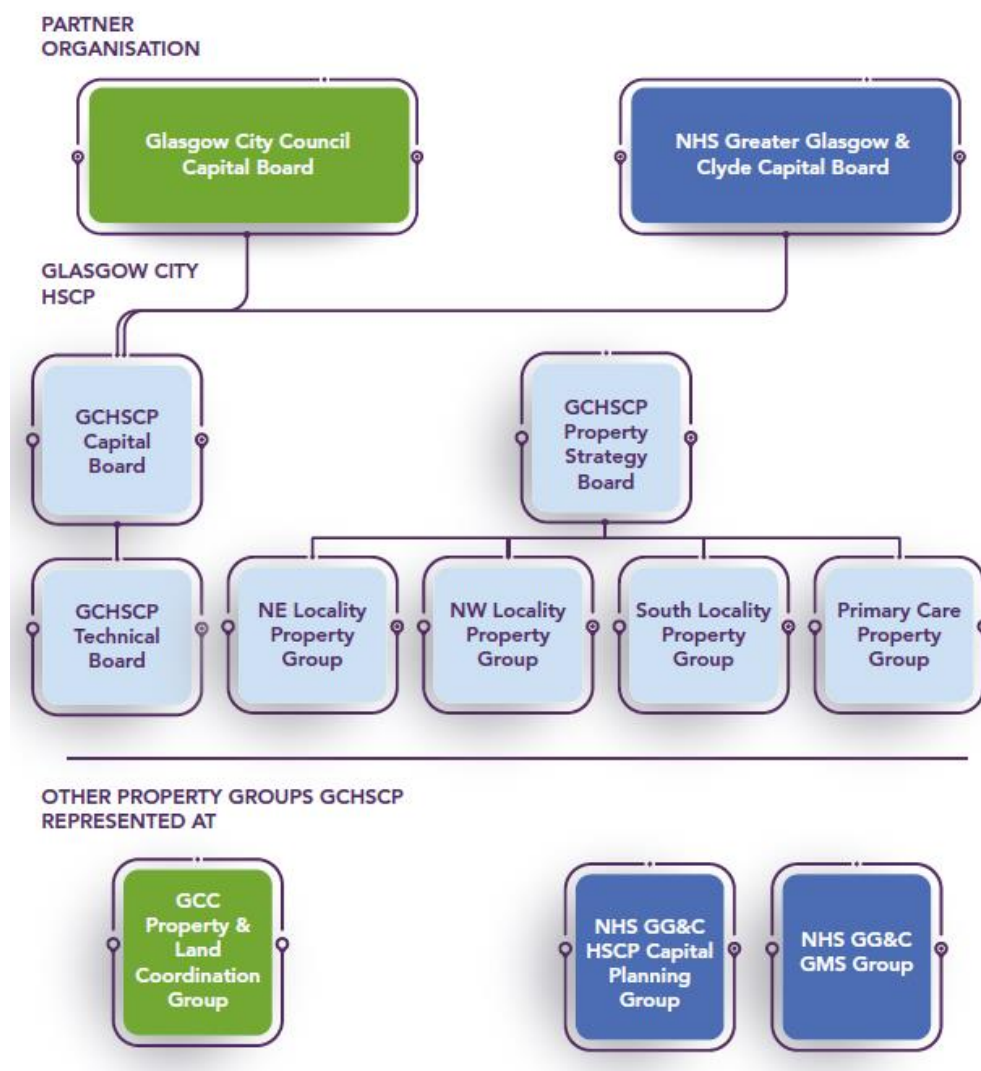 PARTNER
ORGANISATION
Glasgow City Council
Capital Board
NHS Greater Glasgow &
Clyde Capital Board
GLASGOW CITY
HSCP
GCHSCP
Capital
Board
GCHSCP
Property
Strategy
Board
GCHSCP
Technical
Board
NE Locality
Property
Group
NW Locality
Property
Group
South Locality
Property
Group
Primary Care
Property
Group
OTHER PROPERTY GROUPS GCHSCP
REPRESENTED AT
GCC
Property &
Land
Coordination
Group
NHS GG&C
HSCP Capital
Planning
Group
NHS GG&C
GMS Group